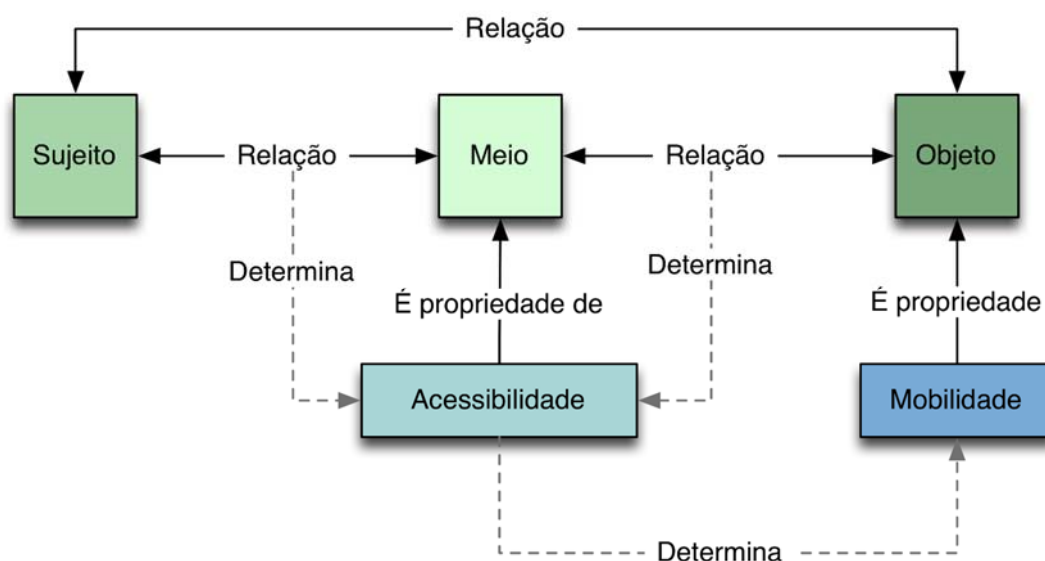 Relação
Sujeito
Relação
Meio
Relação
Objeto
Determina
Determina
É propriedade de
É propriedade
Acessibilidade
Mobilidade
Determina